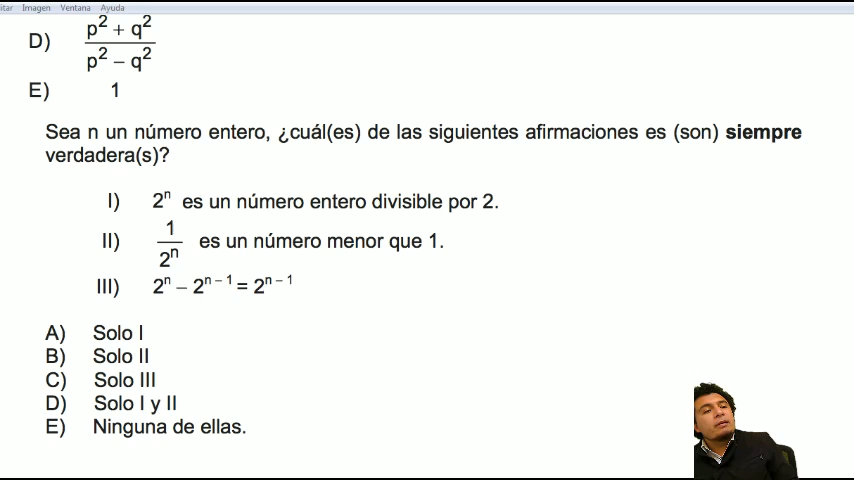 itar Imagen Ventana Ayuda
D) p² + q² / p² – q²
E) 1
Sea n un número entero, ¿cuál(es) de las siguientes afirmaciones es (son) siempre
verdadera(s)?
I) 2ⁿ es un número entero divisible por 2.
II) 1 / 2ⁿ es un número menor que 1.
III) 2ⁿ – 2ⁿ⁻¹ = 2ⁿ⁻¹
A) Solo I
B) Solo II
C) Solo III
D) Solo I y II
E) Ninguna de ellas.